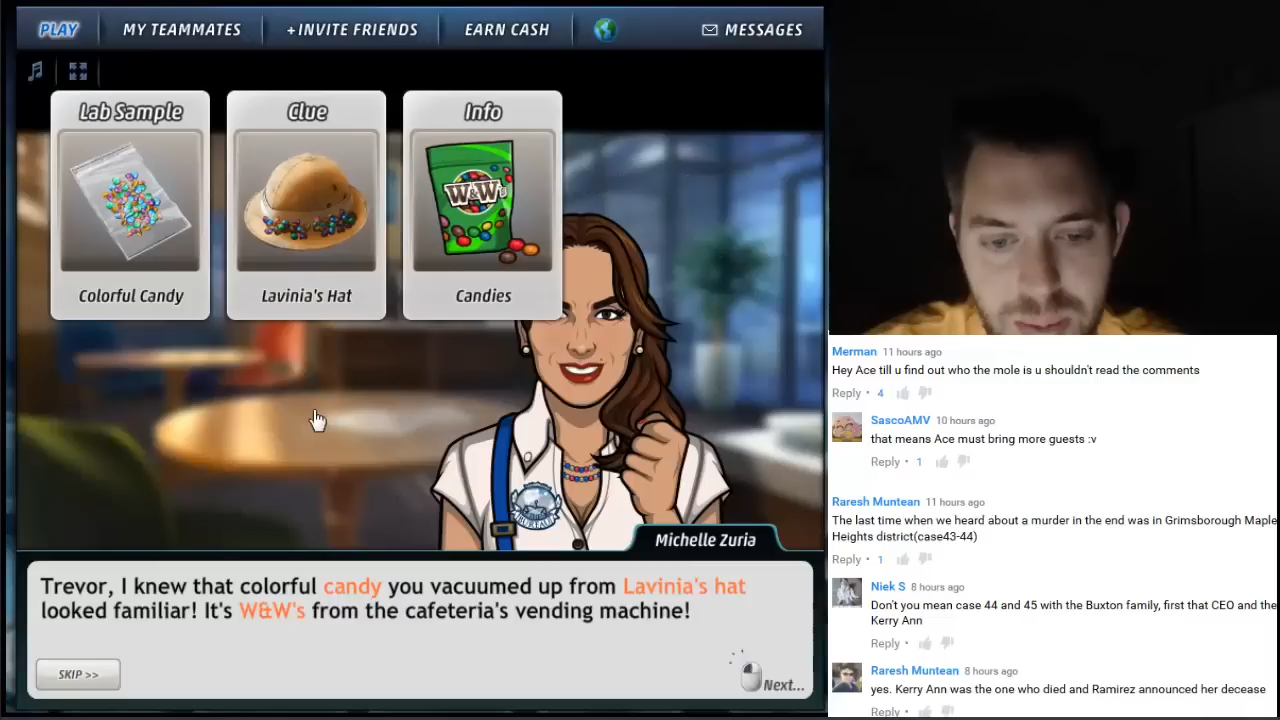 PLAY
MY TEAMMATES
+INVITE FRIENDS
EARN CASH
MESSAGES
Lab Sample
Clue
Info
W&W's
Colorful Candy
Lavinia's Hat
Candies
BUREAU
Michelle Zuria
Trevor, I knew that colorful candy you vacuumed up from Lavinia's hat
looked familiar! It's W&W's from the cafeteria's vending machine!
SKIP >>
Next...
Merman 11 hours ago
Hey Ace till u find out who the mole is u shouldn't read the comments
Reply • 4
SascoAMV 10 hours ago
that means Ace must bring more guests :v
Reply • 1
Raresh Muntean 11 hours ago
The last time when we heard about a murder in the end was in Grimsborough Maple
Heights district(case43-44)
Reply • 1
Niek S 8 hours ago
Don't you mean case 44 and 45 with the Buxton family, first that CEO and the
Kerry Ann
Reply •
Raresh Muntean 8 hours ago
yes. Kerry Ann was the one who died and Ramirez announced her decease
Reply •